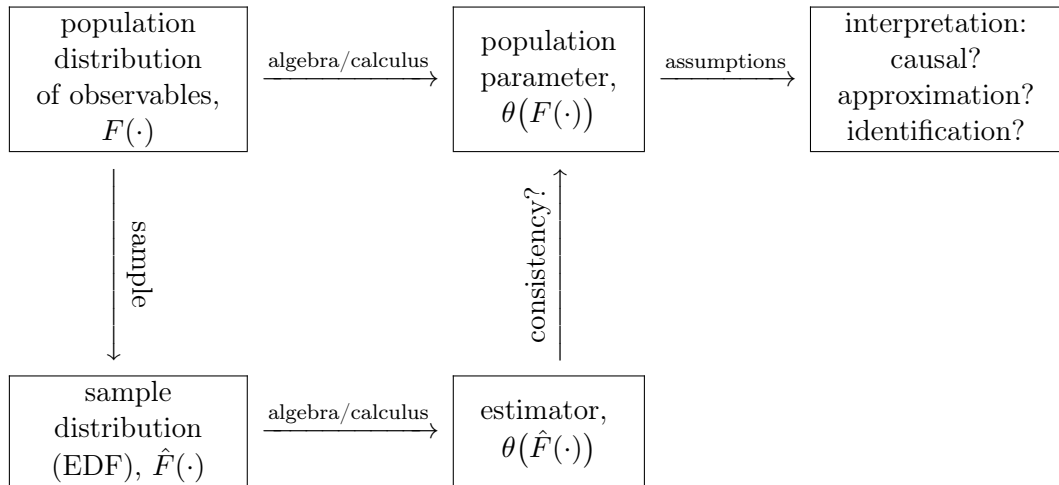 population
distribution
of observables,
F(·)
algebra/calculus
population
parameter,
θ(F(·))
assumptions
interpretation:
causal?
approximation?
identification?
sample
consistency?
sample
distribution
(EDF), F̂(·)
algebra/calculus
estimator,
θ(F̂(·))